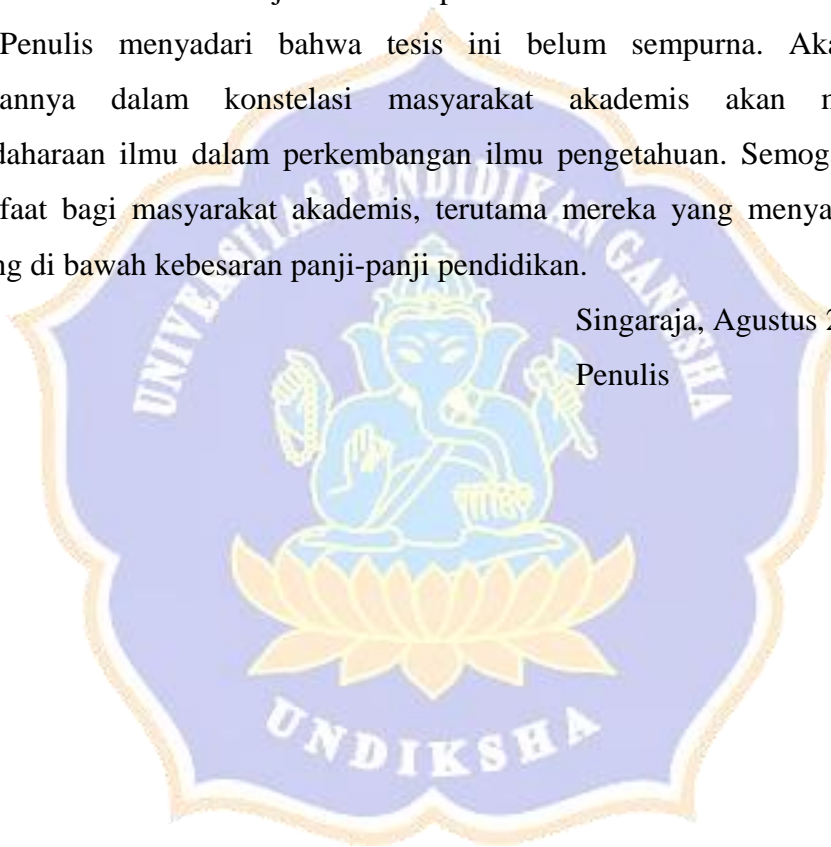 Penulis menyadari bahwa tesis ini belum sempurna. Aka
annya dalam konstelasi masyarakat akademis akan m
daharaan ilmu dalam perkembangan ilmu pengetahuan. Semog
faat bagi masyarakat akademis, terutama mereka yang menya
ng di bawah kebesaran panji-panji pendidikan.
Singaraja, Agustus 2
Penulis
UNIVERSITAS PENDIDIKAN GANESHA
UNDIKSHA